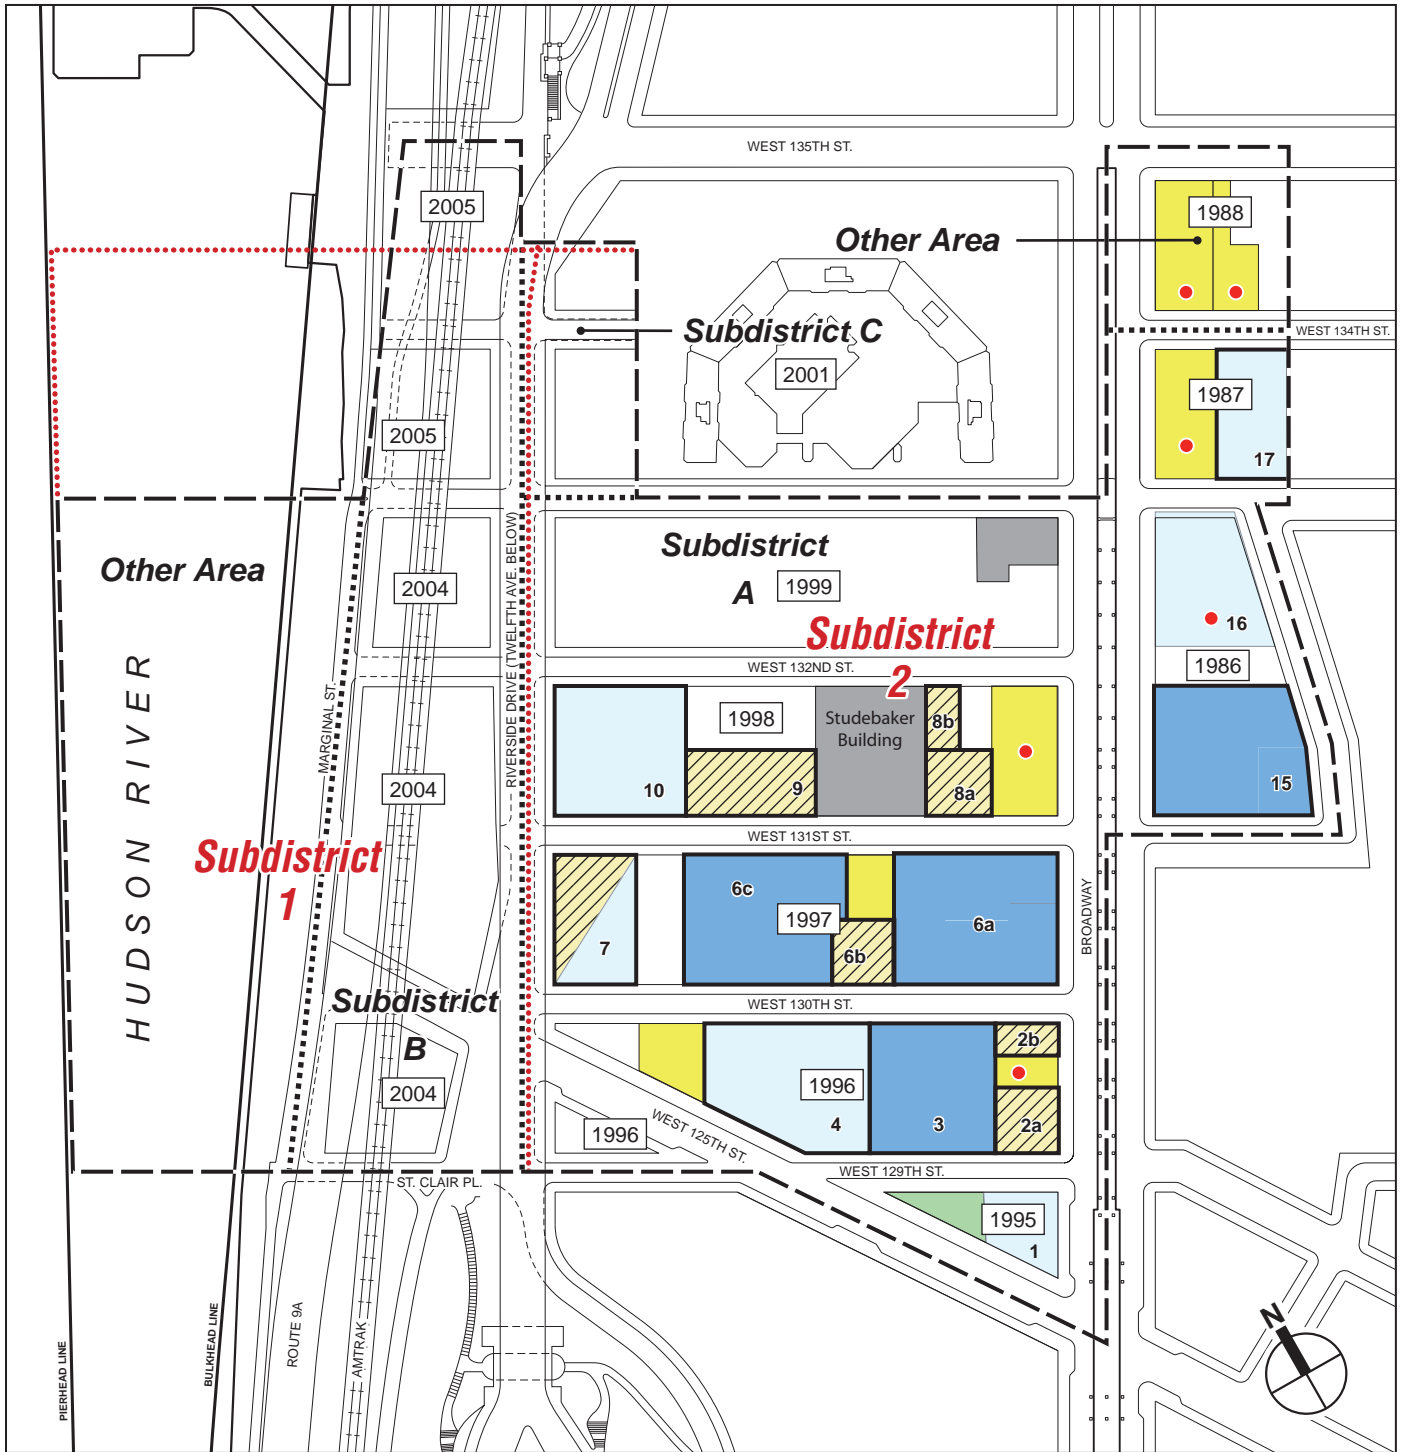 WEST 135TH ST.
2005
1988
Other Area
Subdistrict C
WEST 134TH ST.
2001
1987
2005
17
RIVERSIDE DRIVE (TWELFTH AVE. BELOW)
Subdistrict
A
1999
Other Area
2004
Subdistrict
2
16
1986
WEST 132ND ST.
HUDSON RIVER
MARGINAL ST.
1998
Studebaker
Building
8b
2004
10
9
8a
15
WEST 131ST ST.
Subdistrict
1
6c
1997
6a
BROADWAY
7
6b
Subdistrict
B
WEST 130TH ST.
2b
2004
1996
4
3
2a
1996
WEST 125TH ST.
WEST 129TH ST.
ST. CLAIR PL.
1995
1
PIERHEAD LINE
BULKHEAD LINE
ROUTE 9A
AMTRAK
N